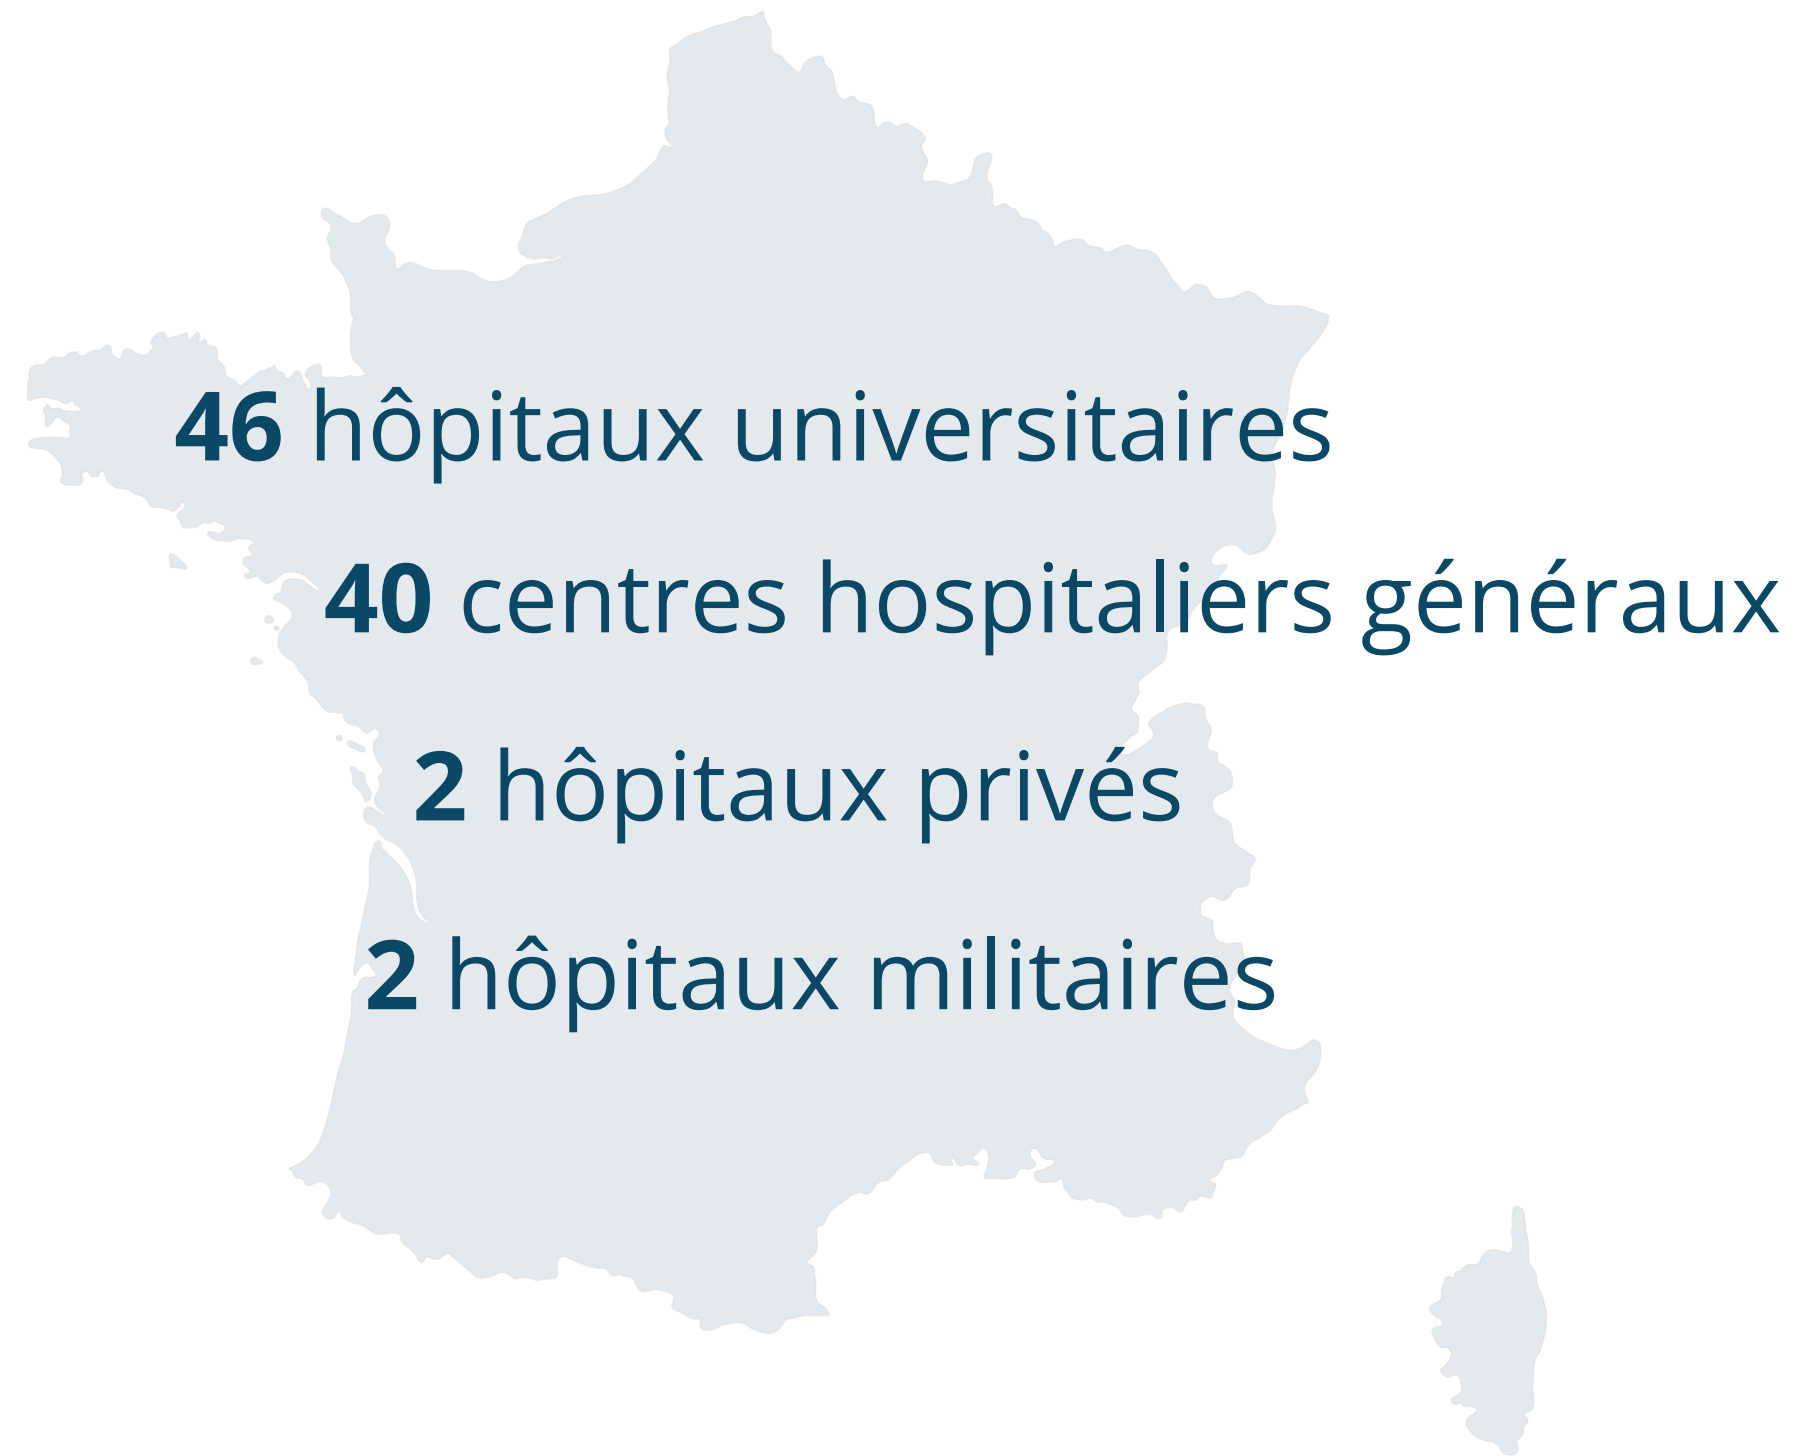 46 hôpitaux universitaires
40 centres hospitaliers généraux
2 hôpitaux privés
2 hôpitaux militaires